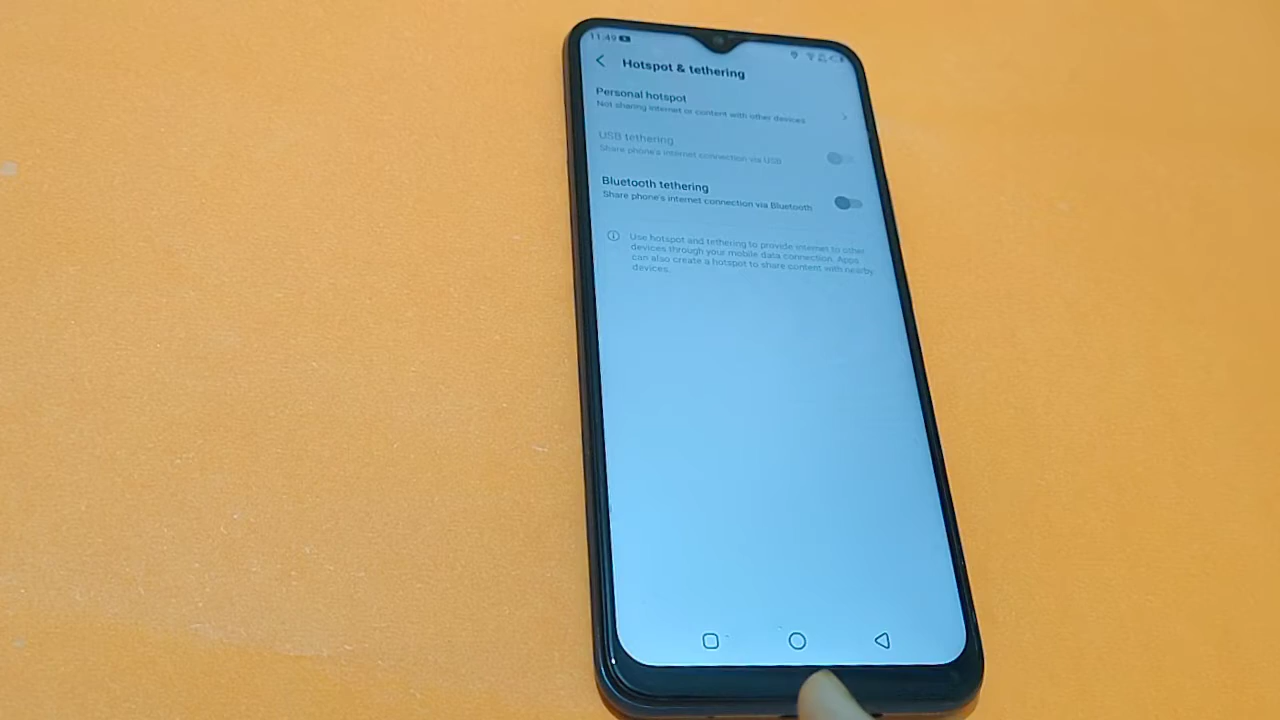 11:49
Hotspot & tethering
Personal hotspot
Not sharing internet or content with other devices
USB tethering
Share phone's internet connection via USB
Bluetooth tethering
Share phone's internet connection via Bluetooth
Use hotspot and tethering to provide internet to other
devices through your mobile data connection. Apps
can also create a hotspot to share content with nearby
devices.